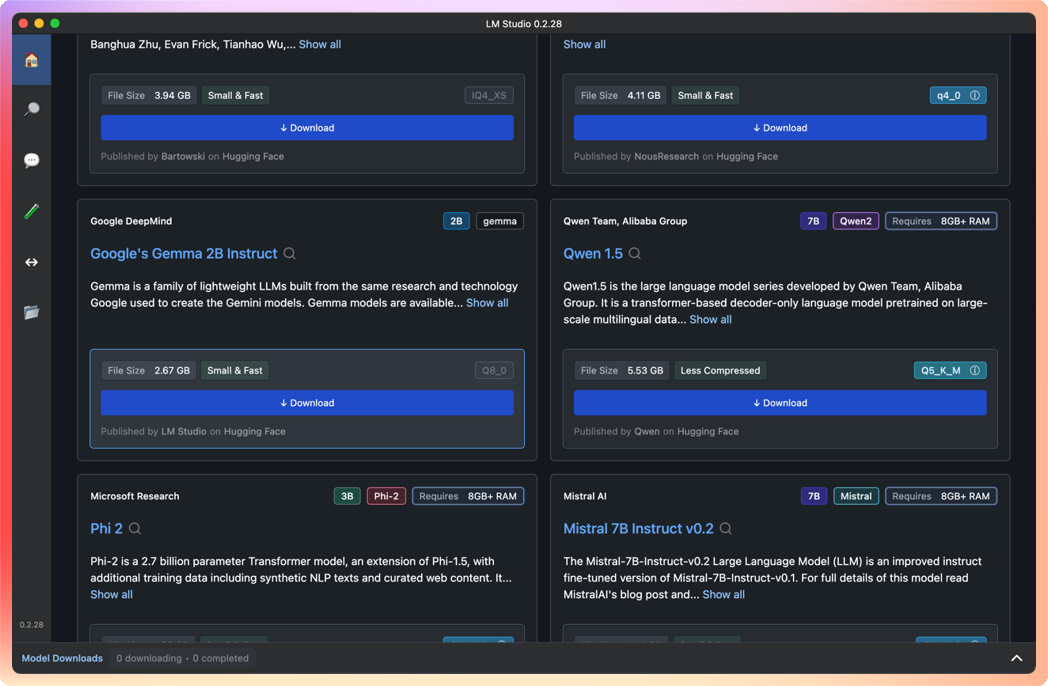 LM Studio 0.2.28
Banghua Zhu, Evan Frick, Tianhao Wu,... Show all
File Size 3.94 GB Small & Fast IQ4_XS
↓ Download
Published by Bartowski on Hugging Face
Show all
File Size 4.11 GB Small & Fast q4_0 ⓘ
↓ Download
Published by NousResearch on Hugging Face
Google DeepMind 2B gemma
Google's Gemma 2B Instruct
Gemma is a family of lightweight LLMs built from the same research and technology
Google used to create the Gemini models. Gemma models are available... Show all
File Size 2.67 GB Small & Fast Q8_0
↓ Download
Published by LM Studio on Hugging Face
Qwen Team, Alibaba Group 7B Qwen2 Requires 8GB+ RAM
Qwen 1.5
Qwen1.5 is the large language model series developed by Qwen Team, Alibaba
Group. It is a transformer-based decoder-only language model pretrained on large-
scale multilingual data... Show all
File Size 5.53 GB Less Compressed Q5_K_M ⓘ
↓ Download
Published by Qwen on Hugging Face
Microsoft Research 3B Phi-2 Requires 8GB+ RAM
Phi 2
Phi-2 is a 2.7 billion parameter Transformer model, an extension of Phi-1.5, with
additional training data including synthetic NLP texts and curated web content. It...
Show all
Mistral AI 7B Mistral Requires 8GB+ RAM
Mistral 7B Instruct v0.2
The Mistral-7B-Instruct-v0.2 Large Language Model (LLM) is an improved instruct
fine-tuned version of Mistral-7B-Instruct-v0.1. For full details of this model read
MistralAI's blog post and... Show all
0.2.28
Model Downloads 0 downloading • 0 completed